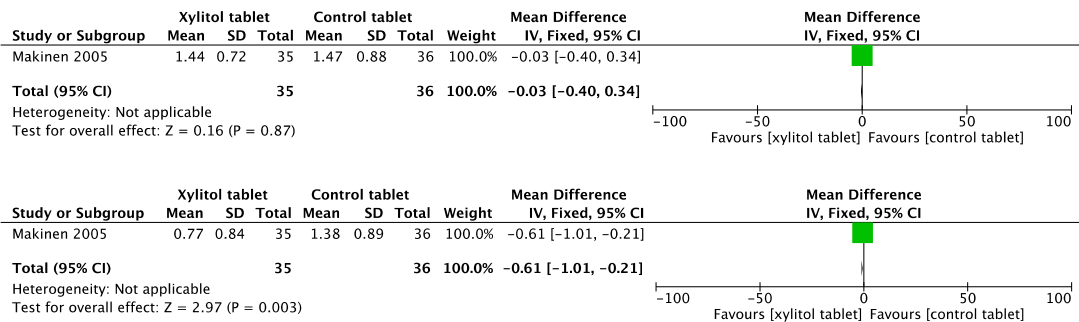 Xylitol tablet Control tablet Mean Difference Mean Difference
Study or Subgroup Mean SD Total Mean SD Total Weight IV, Fixed, 95% CI IV, Fixed, 95% CI
Makinen 2005 1.44 0.72 35 1.47 0.88 36 100.0% −0.03 [−0.40, 0.34]
Total (95% CI) 35 36 100.0% −0.03 [−0.40, 0.34]
Heterogeneity: Not applicable
Test for overall effect: Z = 0.16 (P = 0.87)
−100 −50 0 50 100
Favours [xylitol tablet] Favours [control tablet]
Xylitol tablet Control tablet Mean Difference Mean Difference
Study or Subgroup Mean SD Total Mean SD Total Weight IV, Fixed, 95% CI IV, Fixed, 95% CI
Makinen 2005 0.77 0.84 35 1.38 0.89 36 100.0% −0.61 [−1.01, −0.21]
Total (95% CI) 35 36 100.0% −0.61 [−1.01, −0.21]
Heterogeneity: Not applicable
Test for overall effect: Z = 2.97 (P = 0.003)
−100 −50 0 50 100
Favours [xylitol tablet] Favours [control tablet]